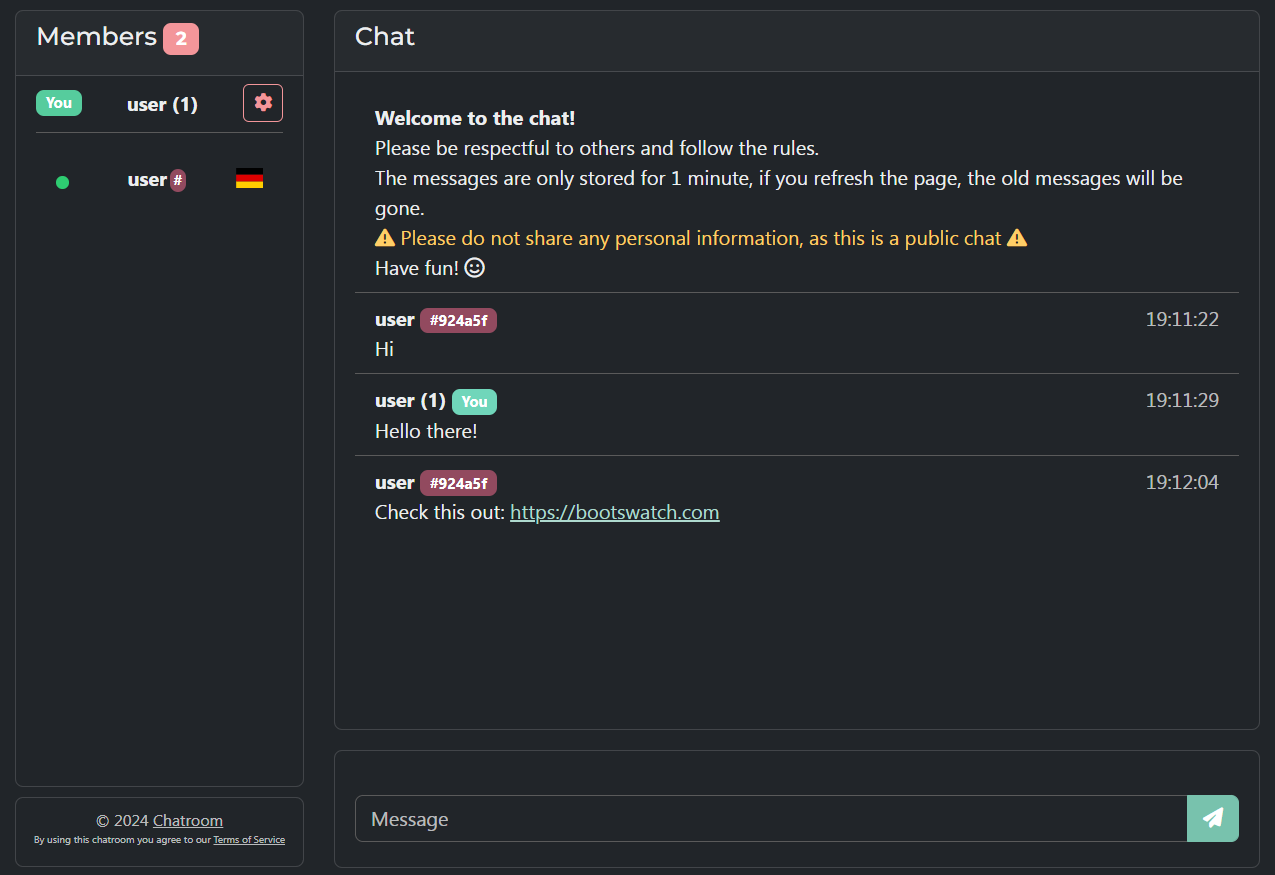 Members 2
You user (1)
user #
© 2024 Chatroom
By using this chatroom you agree to our Terms of Service
Chat
Welcome to the chat!
Please be respectful to others and follow the rules.
The messages are only stored for 1 minute, if you refresh the page, the old messages will be
gone.
Please do not share any personal information, as this is a public chat
Have fun!
user #924a5f 19:11:22
Hi
user (1) You 19:11:29
Hello there!
user #924a5f 19:12:04
Check this out: https://bootswatch.com
Message